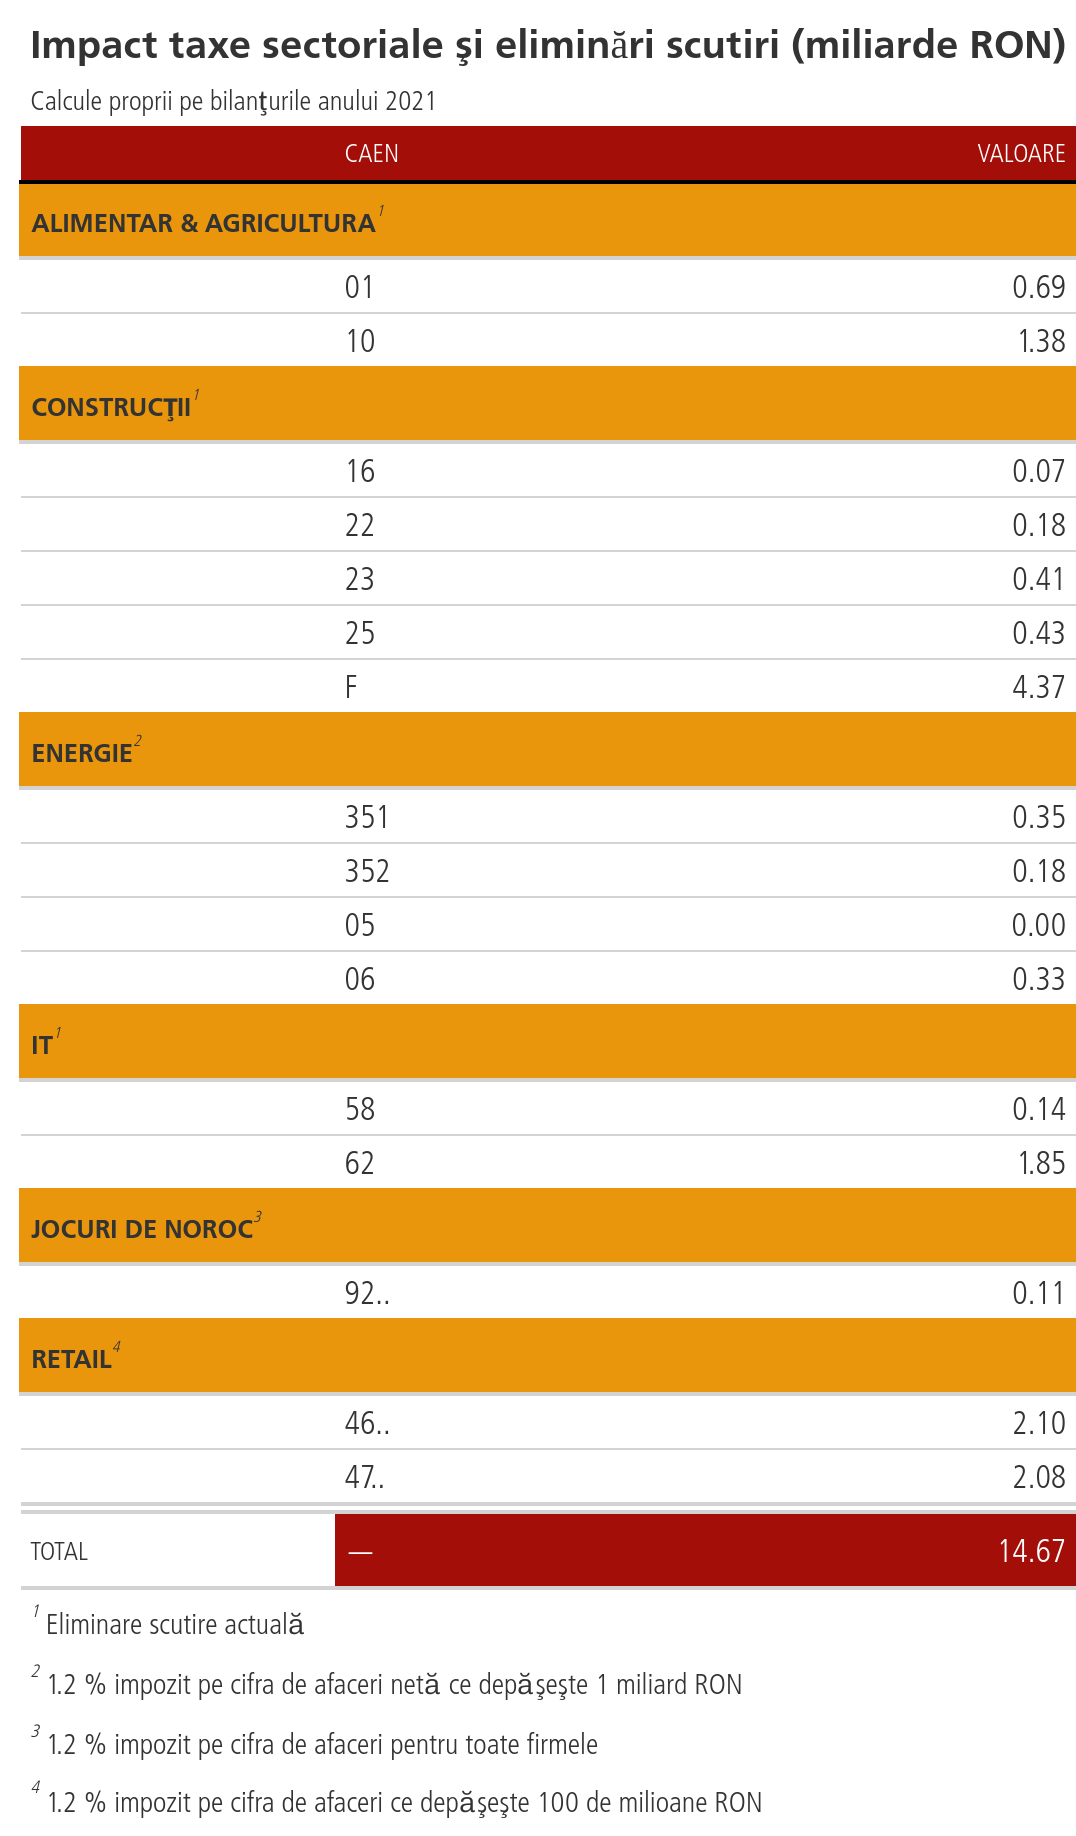 Impact taxe sectoriale şi eliminări scutiri (miliarde RON)
Calcule proprii pe bilanţurile anului 2021
CAEN VALOARE
ALIMENTAR & AGRICULTURA 1
01 0.69
10 1.38
CONSTRUCŢII 1
16 0.07
22 0.18
23 0.41
25 0.43
F 4.37
ENERGIE 2
351 0.35
352 0.18
05 0.00
06 0.33
IT 1
58 0.14
62 1.85
JOCURI DE NOROC 3
92.. 0.11
RETAIL 4
46.. 2.10
47.. 2.08
TOTAL — 14.67
1 Eliminare scutire actuală
2 1.2 % impozit pe cifra de afaceri netă ce depăşeşte 1 miliard RON
3 1.2 % impozit pe cifra de afaceri pentru toate firmele
4 1.2 % impozit pe cifra de afaceri ce depăşeşte 100 de milioane RON